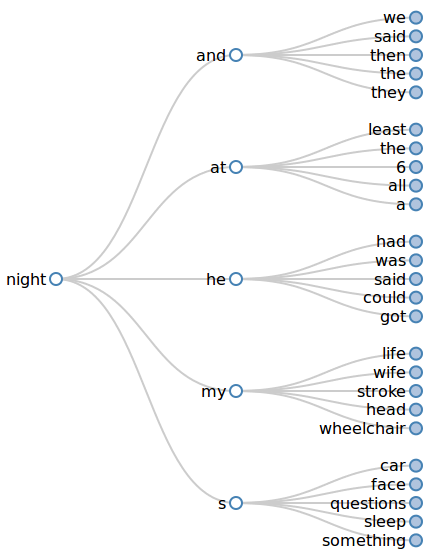 we
said
and
then
the
they
least
the
at
6
all
a
had
was
night
he
said
could
got
life
wife
my
stroke
head
wheelchair
car
face
s
questions
sleep
something